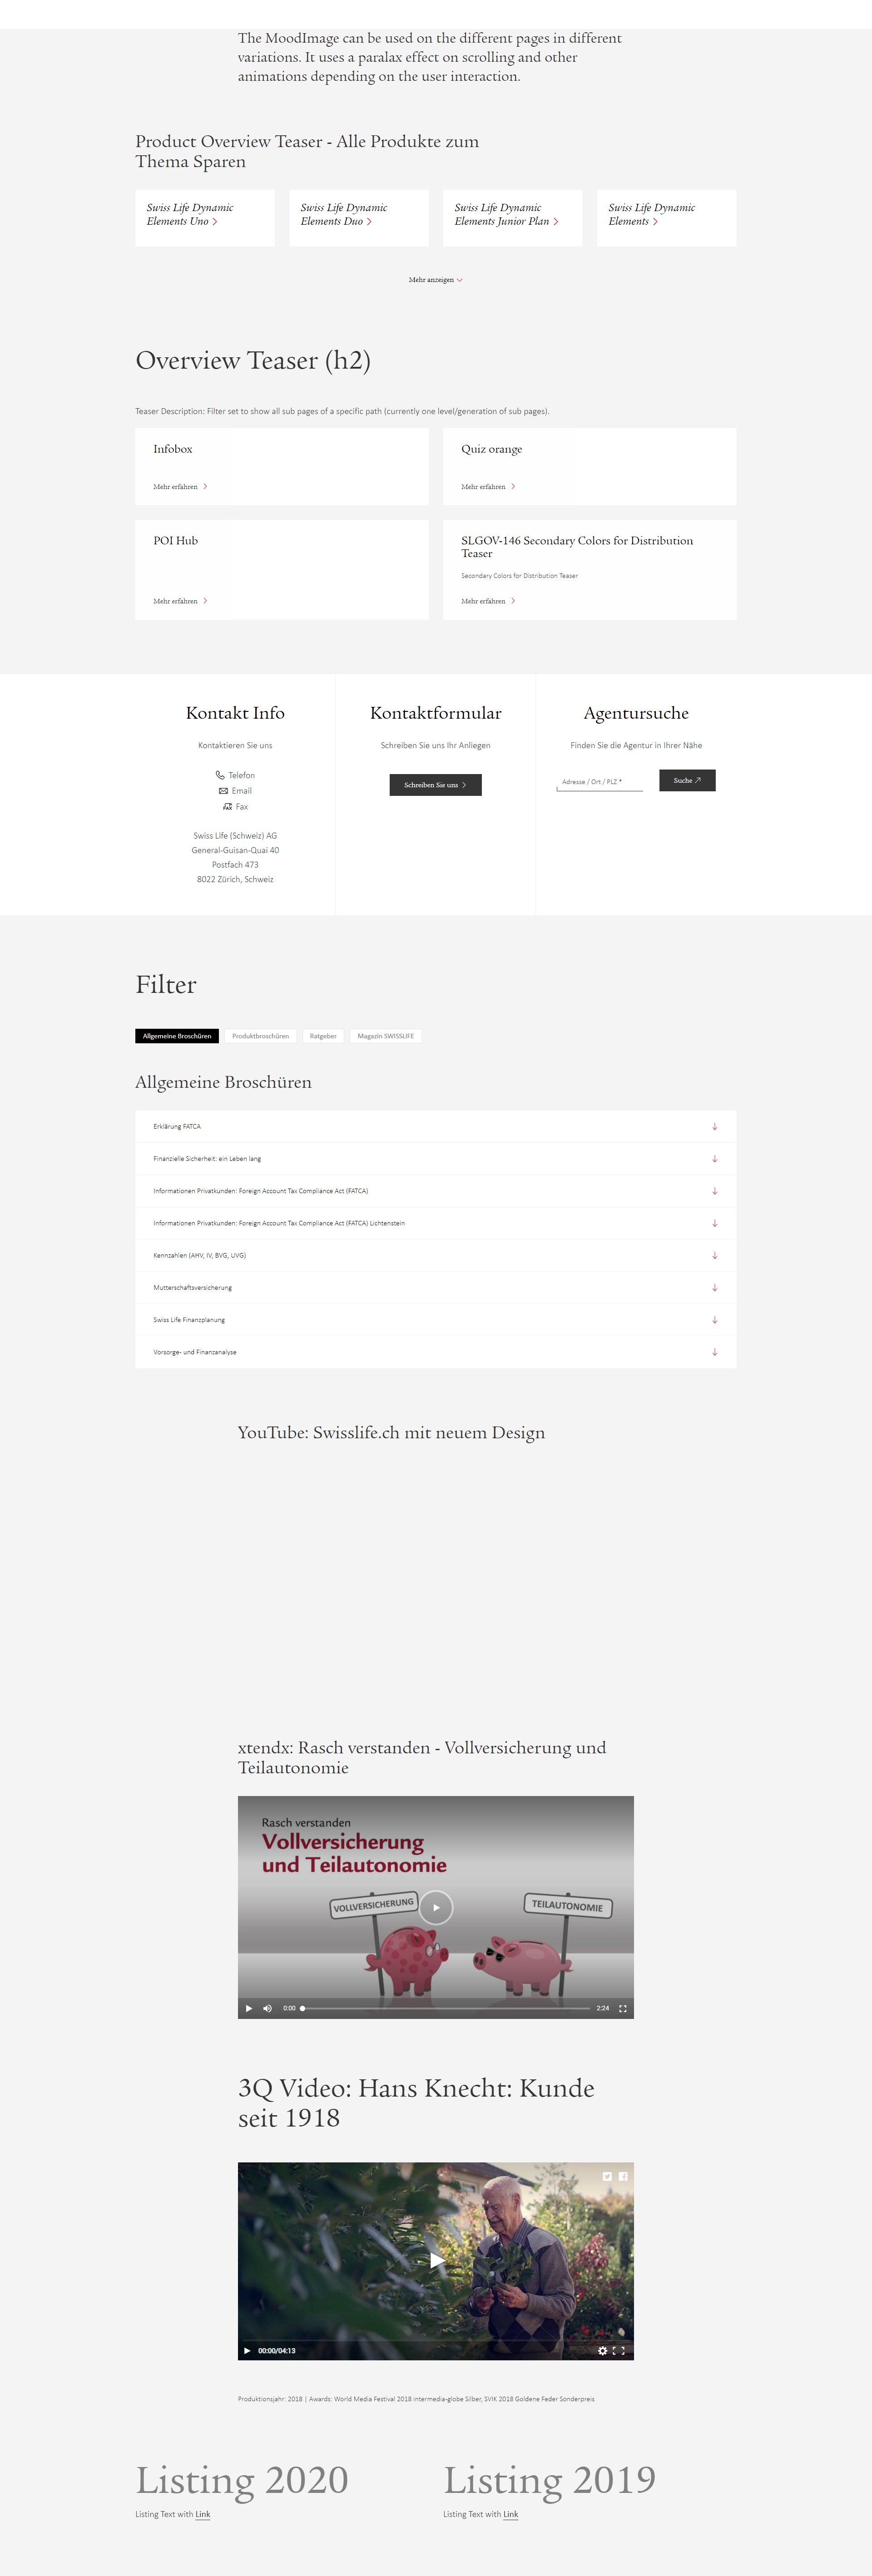 The MoodImage can be used on the different pages in different
variations. It uses a paralax effect on scrolling and other
animations depending on the user interaction.
Product Overview Teaser - Alle Produkte zum
Thema Sparen
Swiss Life Dynamic
Elements Uno
Swiss Life Dynamic
Elements Duo
Swiss Life Dynamic
Elements Junior Plan
Swiss Life Dynamic
Elements
Mehr anzeigen
Overview Teaser (h2)
Teaser Description: Filter set to show all sub pages of a specific path (currently one level/generation of sub pages).
Infobox
Mehr erfahren
Quiz orange
Mehr erfahren
POI Hub
Mehr erfahren
SLGOV-146 Secondary Colors for Distribution
Teaser
Secondary Colors for Distribution Teaser
Mehr erfahren
Kontakt Info
Kontaktieren Sie uns
Telefon
Email
Fax
Swiss Life (Schweiz) AG
General-Guisan-Quai 40
Postfach 473
8022 Zürich, Schweiz
Kontaktformular
Schreiben Sie uns Ihr Anliegen
Schreiben Sie uns
Agentursuche
Finden Sie die Agentur in Ihrer Nähe
Adresse / Ort / PLZ *
Suche
Filter
Allgemeine Broschüren
Produktbroschüren
Ratgeber
Magazin SWISSLIFE
Allgemeine Broschüren
Erklärung FATCA
Finanzielle Sicherheit: ein Leben lang
Informationen Privatkunden: Foreign Account Tax Compliance Act (FATCA)
Informationen Privatkunden: Foreign Account Tax Compliance Act (FATCA) Lichtenstein
Kennzahlen (AHV, IV, BVG, UVG)
Mutterschaftsversicherung
Swiss Life Finanzplanung
Vorsorge- und Finanzanalyse
YouTube: Swisslife.ch mit neuem Design
xtendx: Rasch verstanden - Vollversicherung und
Teilautonomie
Rasch verstanden
Vollversicherung
und Teilautonomie
VOLLVERSICHERUNG
TEILAUTONOMIE
0:00
2:24
3Q Video: Hans Knecht: Kunde
seit 1918
00:00/04:13
Produktionsjahr: 2018 | Awards: World Media Festival 2018 intermedia-globe Silber, SVIK 2018 Goldene Feder Sonderpreis
Listing 2020
Listing Text with Link
Listing 2019
Listing Text with Link